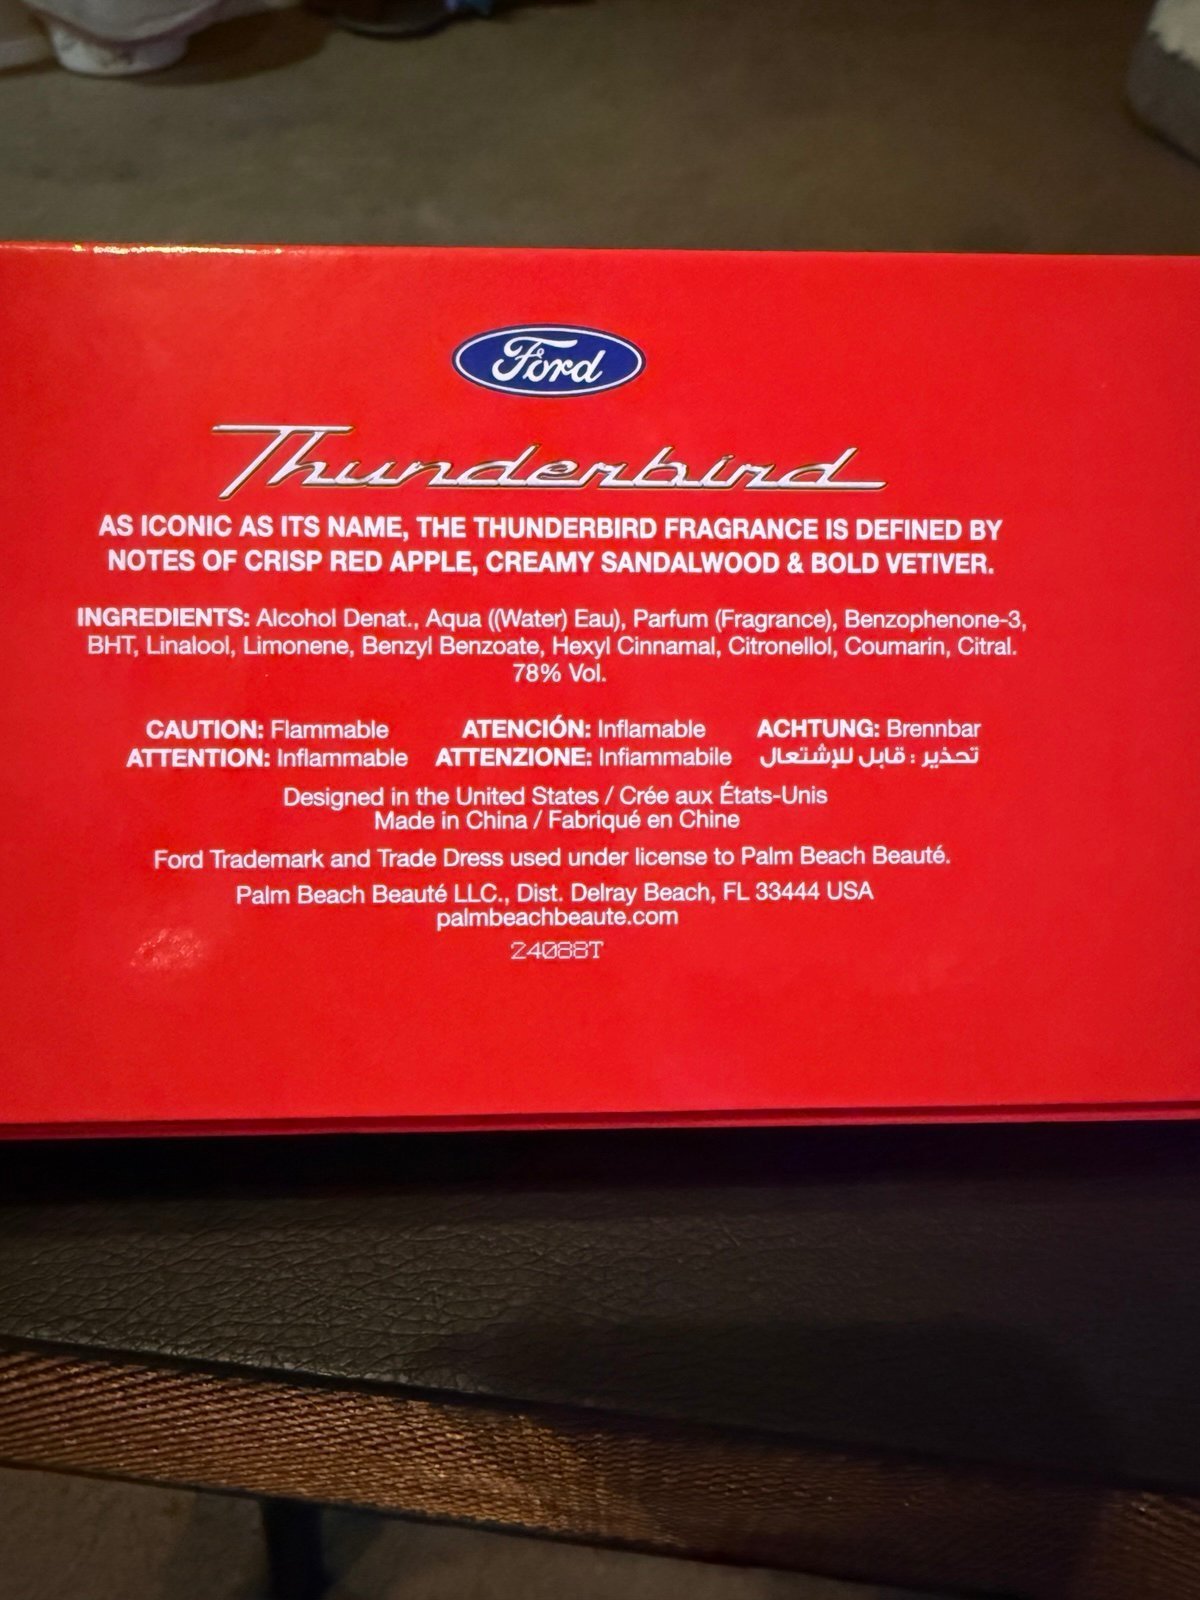 Ford
Thunderbird
AS ICONIC AS ITS NAME, THE THUNDERBIRD FRAGRANCE IS DEFINED BY
NOTES OF CRISP RED APPLE, CREAMY SANDALWOOD & BOLD VETIVER.
INGREDIENTS: Alcohol Denat., Aqua ((Water) Eau), Parfum (Fragrance), Benzophenone-3,
BHT, Linalool, Limonene, Benzyl Benzoate, Hexyl Cinnamal, Citronellol, Coumarin, Citral.
78% Vol.
CAUTION: Flammable ATENCIÓN: Inflamable ACHTUNG: Brennbar
ATTENTION: Inflammable ATTENZIONE: Infiammabile تحذير : قابل للإشتعال
Designed in the United States / Crée aux États-Unis
Made in China / Fabriqué en Chine
Ford Trademark and Trade Dress used under license to Palm Beach Beauté.
Palm Beach Beauté LLC., Dist. Delray Beach, FL 33444 USA
palmbeachbeaute.com
24088T